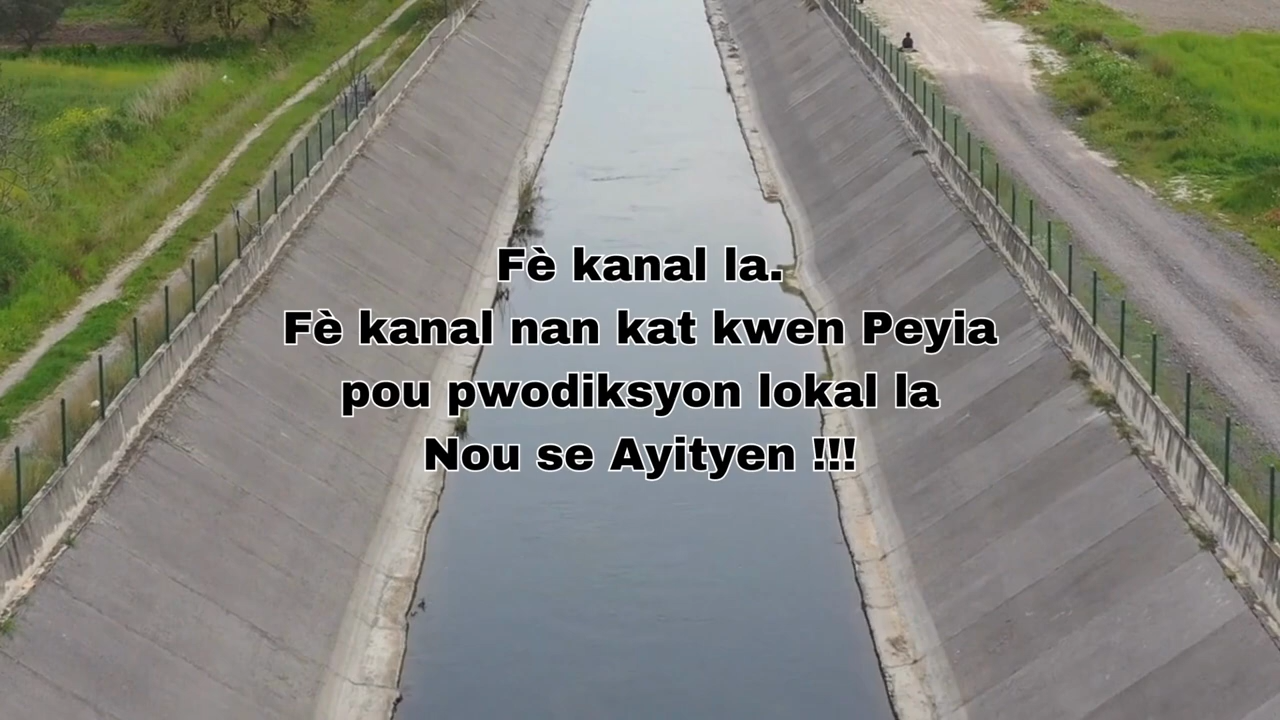 Fè kanal la.
Fè kanal nan kat kwen Peyia
pou pwodiksyon lokal la
Nou se Ayityen !!!